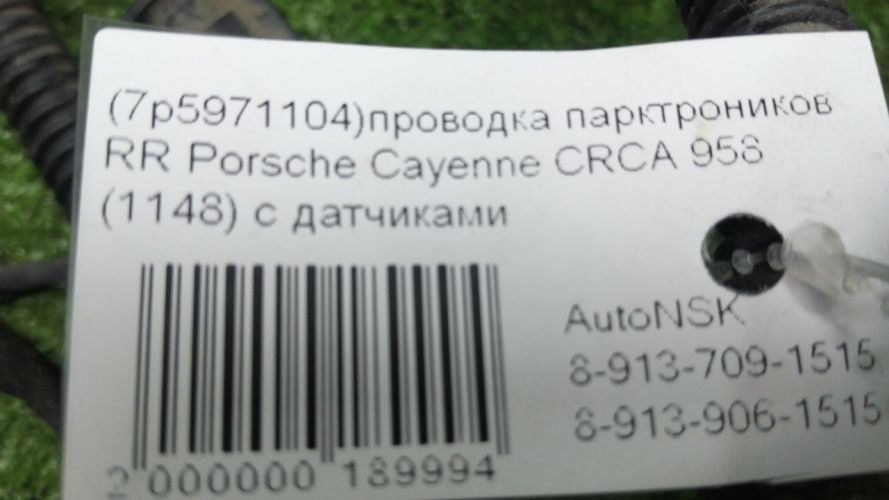 (7p5971104)проводка парктроников
RR Porsche Cayenne CRCA 958
(1148) с датчиками
AutoNSK
8-913-709-1515
8-913-906-1515
2 000000 189994